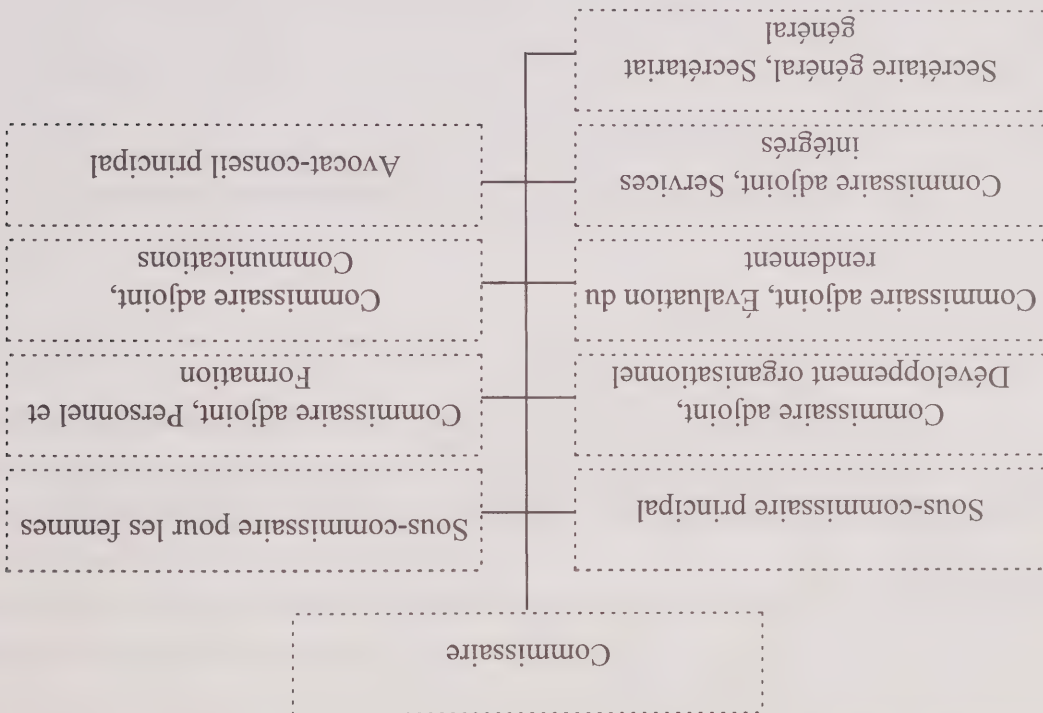 Commissaire
Sous-commissaire principal
Sous-commissaire pour les femmes
Commissaire adjoint,
Développement organisationnel
Commissaire adjoint, Personnel et
Formation
Commissaire adjoint, Évaluation du
rendement
Commissaire adjoint,
Communications
Commissaire adjoint, Services
intégrés
Avocat-conseil principal
Secrétaire général, Secrétariat
général